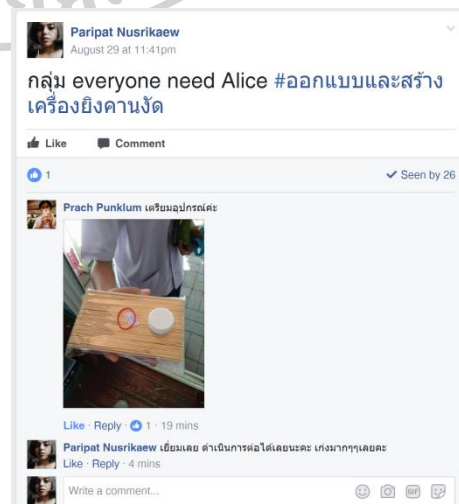 Paripat Nusrikaew
August 29 at 11:41pm
กลุ่ม everyone need Alice #ออกแบบและสร้าง
เครื่องยิงคานงัด
Like Comment
1 Seen by 26
Prach Punklum เตรียมอุปกรณ์ค่ะ
Like · Reply · 1 · 19 mins
Paripat Nusrikaew เยี่ยมเลย ดำเนินการต่อได้เลยนะคะ เก่งมากๆๆเลยคะ
Like · Reply · 4 mins
Write a comment...
GIF